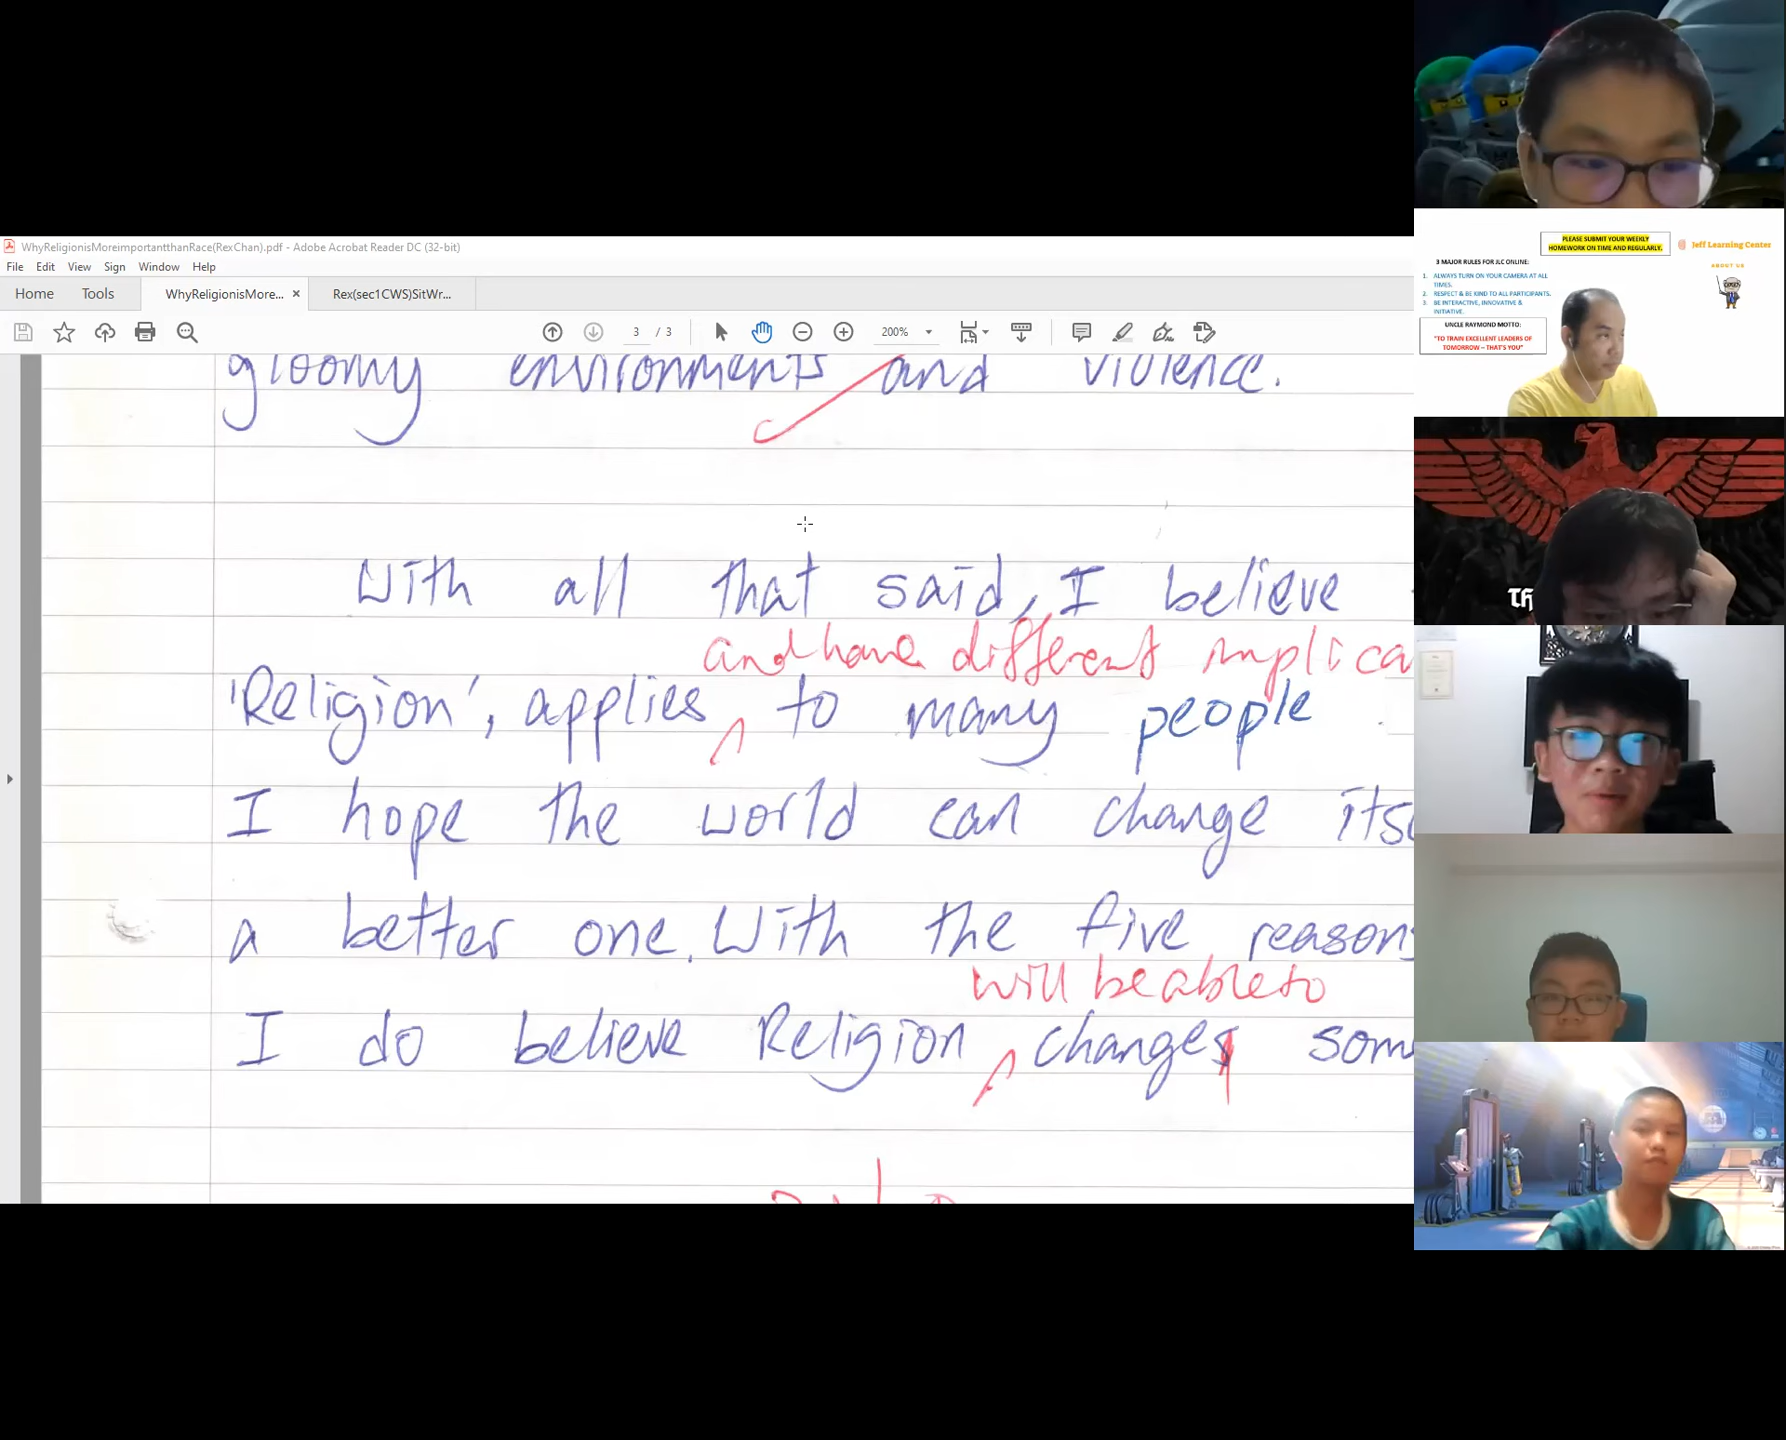 WhyReligionisMoreimportantthanRace(RexChan).pdf - Adobe Acrobat Reader DC (32-bit)
File Edit View Sign Window Help
Home Tools WhyReligionisMore... × Rex(sec1CWS)SitWr...
3 / 3 200%
gloomy environments and violence.
With all that said, I believe
and have different implica
'Religion', applies to many people
I hope the world can change its
a better one. With the five reasons
will be able to
I do believe Religion changes som
PLEASE SUBMIT YOUR WEEKLY
HOMEWORK ON TIME AND REGULARLY.
Jeff Learning Center
ABOUT US
3 MAJOR RULES FOR JLC ONLINE:
1. ALWAYS TURN ON YOUR CAMERA AT ALL
TIMES.
2. RESPECT & BE KIND TO ALL PARTICIPANTS.
3. BE INTERACTIVE, INNOVATIVE &
INITIATIVE.
UNCLE RAYMOND MOTTO:
"TO TRAIN EXCELLENT LEADERS OF
TOMORROW – THAT'S YOU"